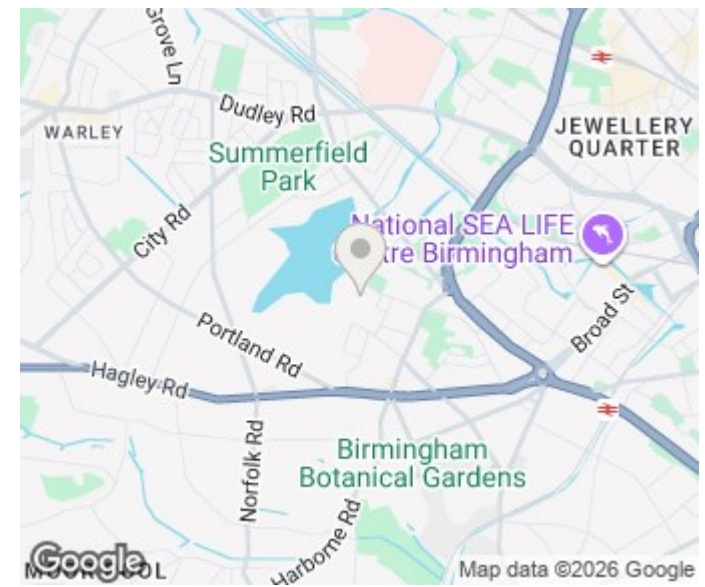 Grove Ln
Dudley Rd
WARLEY
JEWELLERY
QUARTER
Summerfield
Park
City Rd
National SEA LIFE
Centre Birmingham
Broad St
Portland Rd
Hagley Rd
Norfolk Rd
Birmingham
Botanical Gardens
Harborne Rd
Google
Map data ©2026 Google